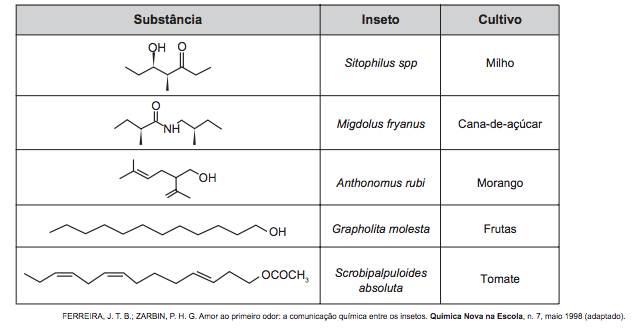 Substância Inseto Cultivo
OH O
Sitophilus spp Milho
O
NH
Migdolus fryanus Cana-de-açúcar
OH
Anthonomus rubi Morango
OH
Grapholita molesta Frutas
OCOCH₃
Scrobipalpuloides
absoluta
Tomate
FERREIRA, J. T. B.; ZARBIN, P. H. G. Amor ao primeiro odor: a comunicação química entre os insetos. Química Nova na Escola, n. 7, maio 1998 (adaptado).